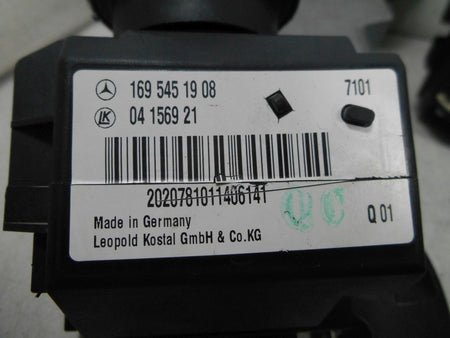 169 545 19 08 7101
LK 04 1569 21
2020781011406141
QC
Q 01
Made in Germany
Leopold Kostal GmbH & Co.KG